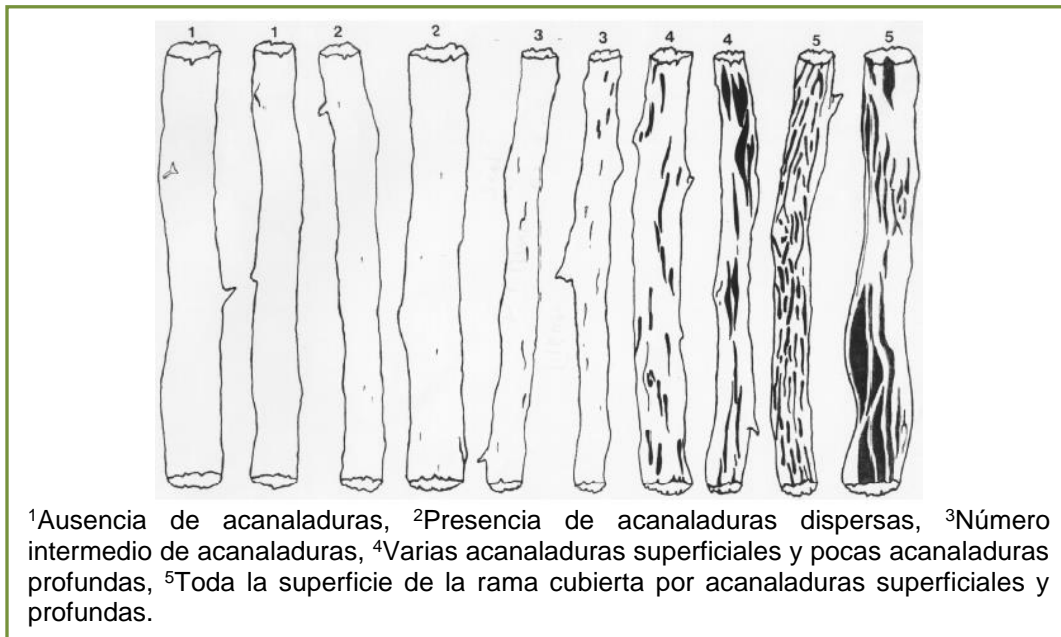 1 1 2 2 3 3 4 4 5 5
¹Ausencia de acanaladuras, ²Presencia de acanaladuras dispersas, ³Número
intermedio de acanaladuras, ⁴Varias acanaladuras superficiales y pocas acanaladuras
profundas, ⁵Toda la superficie de la rama cubierta por acanaladuras superficiales y
profundas.